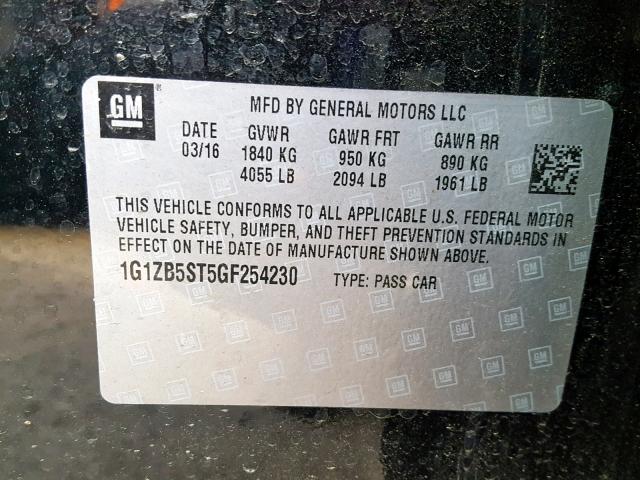 GM
MFD BY GENERAL MOTORS LLC
DATE GVWR GAWR FRT GAWR RR
03/16 1840 KG 950 KG 890 KG
4055 LB 2094 LB 1961 LB
THIS VEHICLE CONFORMS TO ALL APPLICABLE U.S. FEDERAL MOTOR
VEHICLE SAFETY, BUMPER, AND THEFT PREVENTION STANDARDS IN
EFFECT ON THE DATE OF MANUFACTURE SHOWN ABOVE.
1G1ZB5ST5GF254230 TYPE: PASS CAR